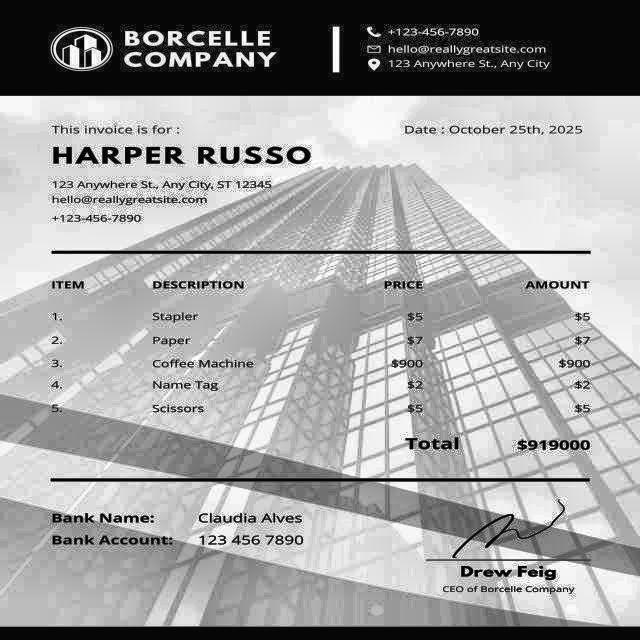 BORCELLE
COMPANY
+123-456-7890
hello@reallygreatsite.com
123 Anywhere St., Any City
This invoice is for :
Date : October 25th, 2025
HARPER RUSSO
123 Anywhere St., Any City, ST 12345
hello@reallygreatsite.com
+123-456-7890
ITEM DESCRIPTION PRICE AMOUNT
1. Stapler $5 $5
2. Paper $7 $7
3. Coffee Machine $900 $900
4. Name Tag $2 $2
5. Scissors $5 $5
Total $919000
Bank Name: Claudia Alves
Bank Account: 123 456 7890
Drew Feig
CEO of Borcelle Company